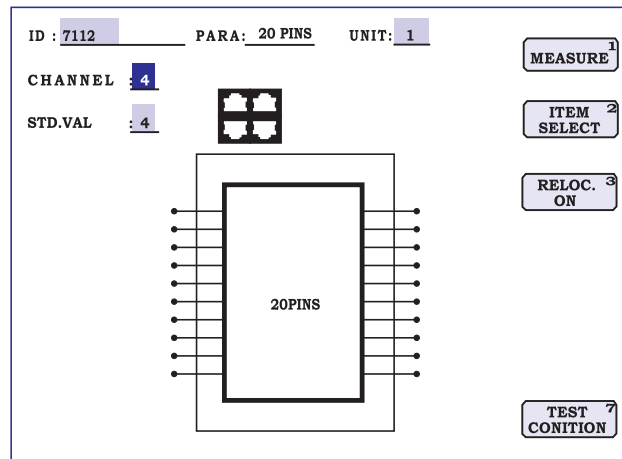 ID : 7112 PARA: 20 PINS UNIT: 1
CHANNEL : 4
STD.VAL : 4
MEASURE 1
ITEM 2
SELECT
RELOC. 3
ON
20PINS
TEST 7
CONITION